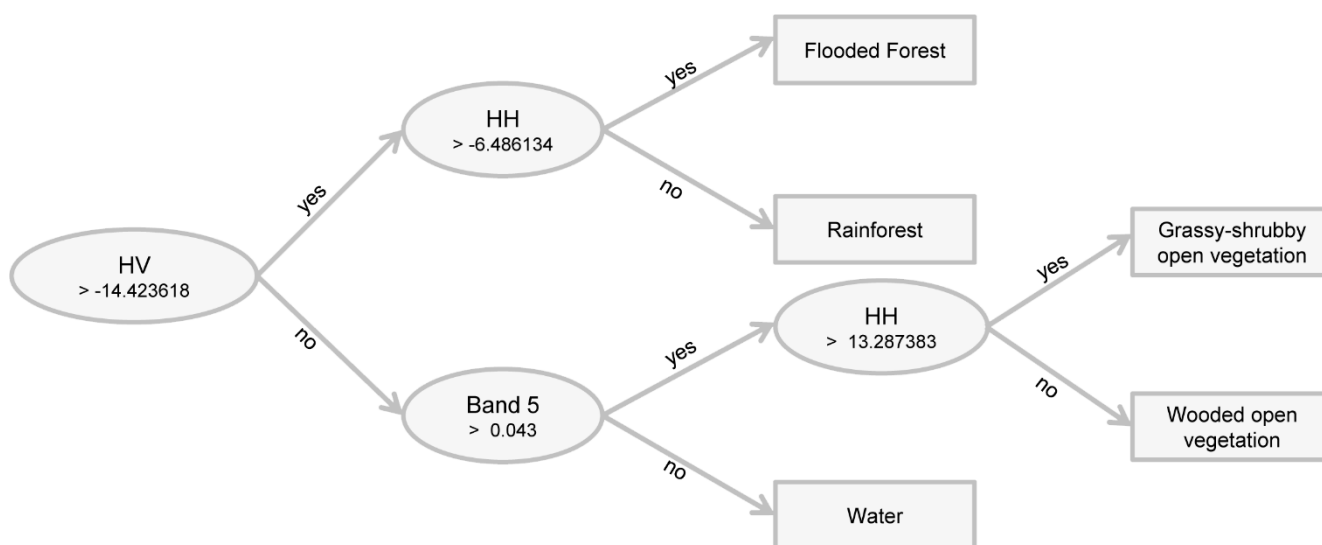 HV
> -14.423618
yes
no
HH
> -6.486134
yes
no
Flooded Forest
Rainforest
Band 5
> 0.043
yes
no
HH
> 13.287383
yes
no
Grassy-shrubby
open vegetation
Wooded open
vegetation
Water